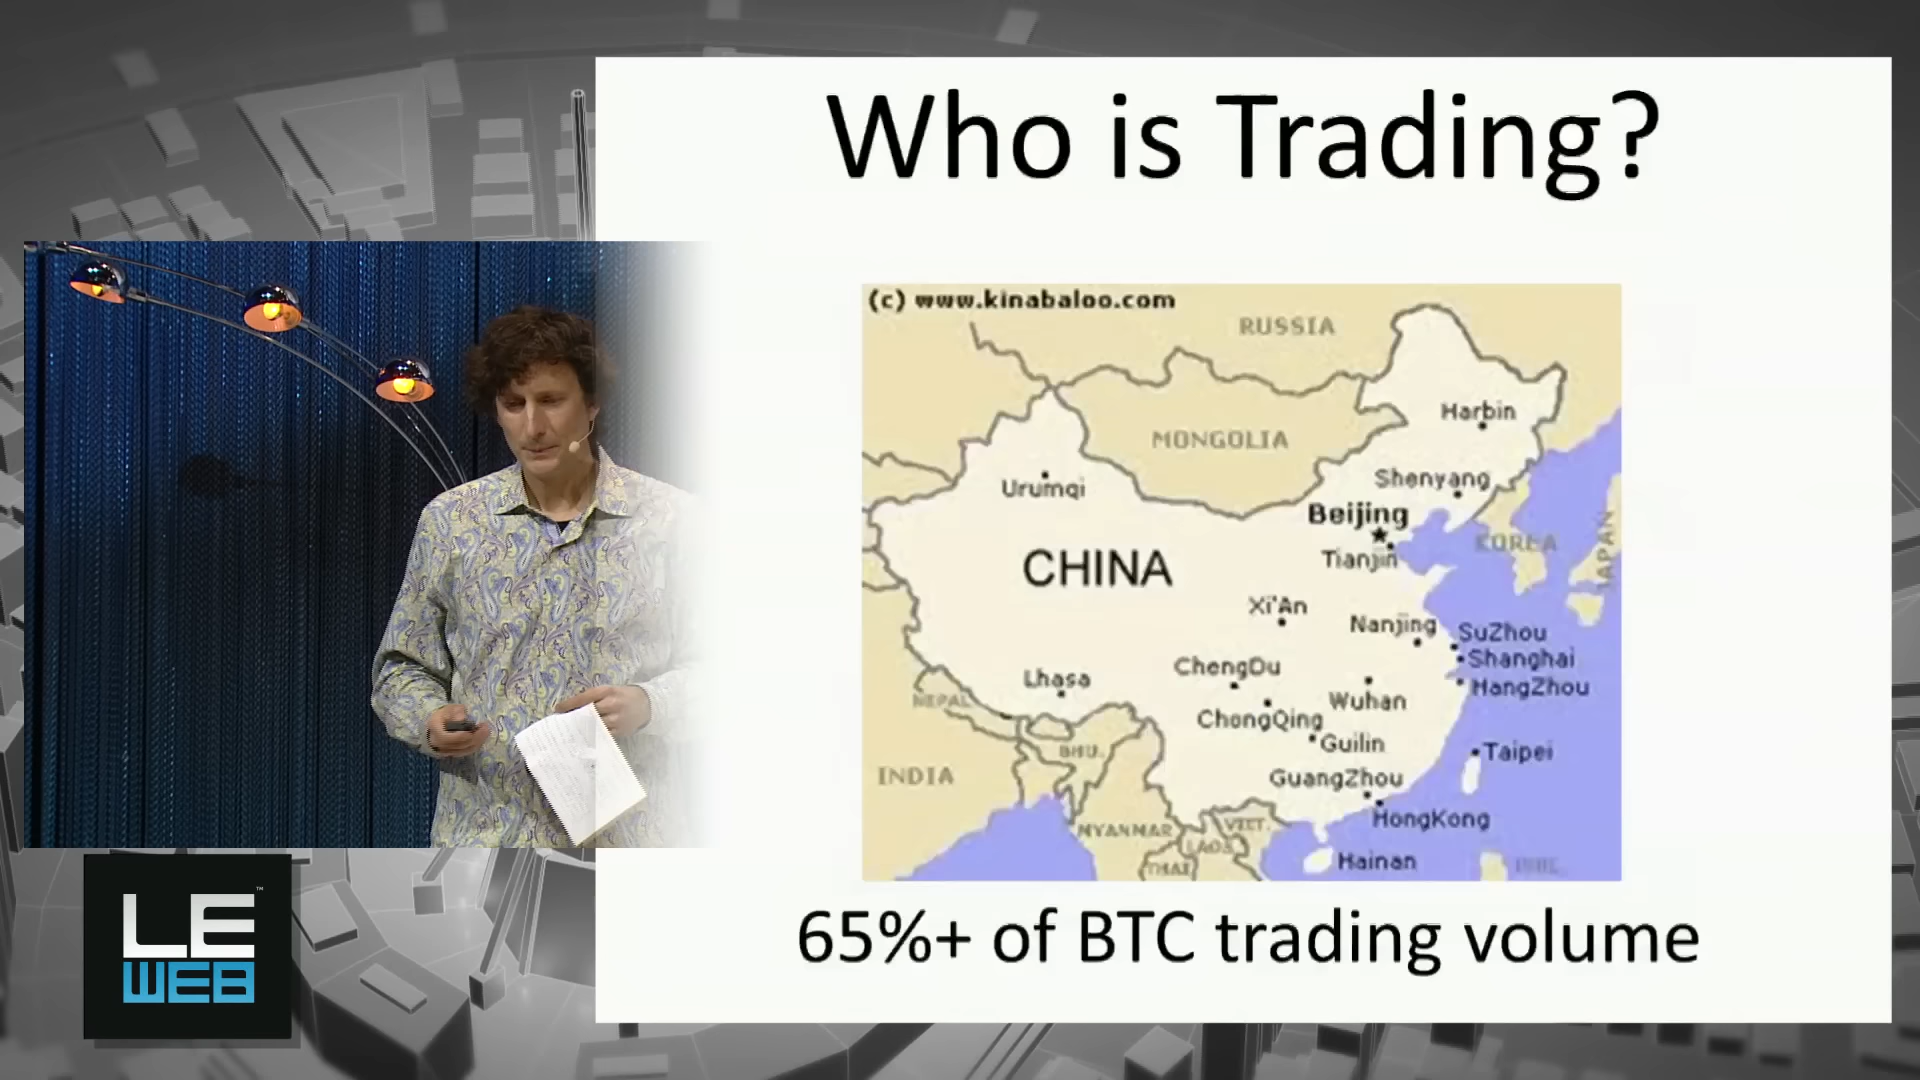 Who is Trading?
(c) www.kinabaloo.com
RUSSIA
MONGOLIA
Harbin
Urumqi
Shenyang
Beijing
Tianjin
KOREA
JAPAN
CHINA
Xi'An
Nanjing
SuZhou
Shanghai
HangZhou
ChengDu
Lhasa
NEPAL
Wuhan
ChongQing
Guilin
BHU.
Taipei
INDIA
GuangZhou
HongKong
MYANMAR
VIET.
LAOS
THAI
Hainan
65%+ of BTC trading volume
LE™
WEB